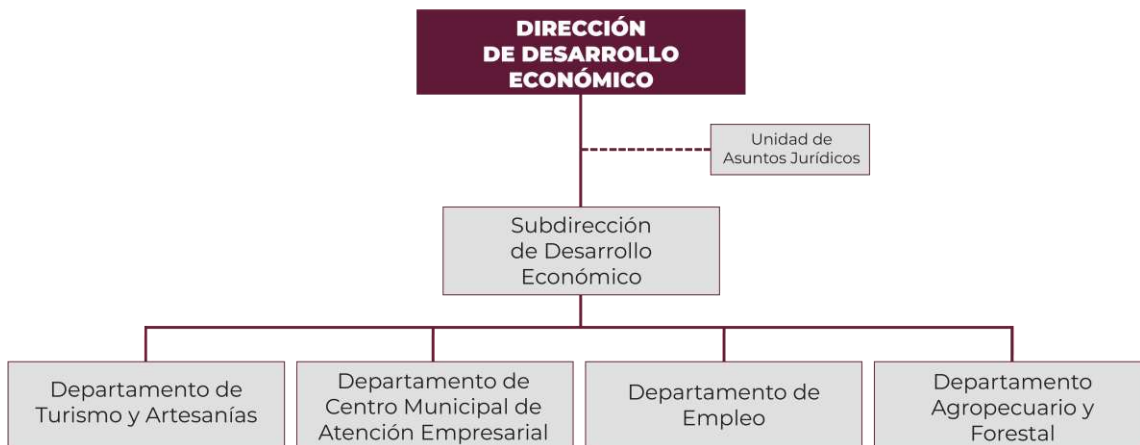 DIRECCIÓN
DE DESARROLLO
ECONÓMICO
Unidad de
Asuntos Jurídicos
Subdirección
de Desarrollo
Económico
Departamento de
Turismo y Artesanías
Departamento de
Centro Municipal de
Atención Empresarial
Departamento de
Empleo
Departamento
Agropecuario y
Forestal